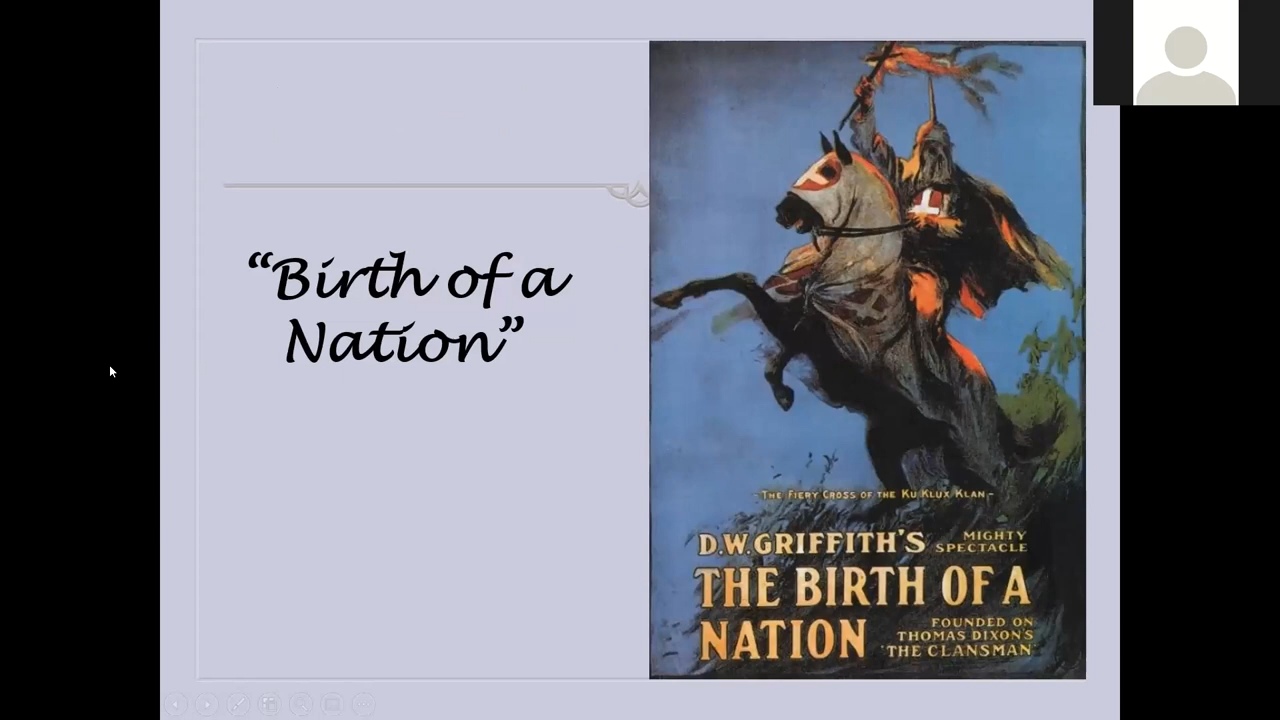 “Birth of a
Nation”
- THE FIERY CROSS OF THE KU KLUX KLAN -
D.W. GRIFFITH'S
MIGHTY
SPECTACLE
THE BIRTH OF A
NATION
FOUNDED ON
THOMAS DIXON'S
'THE CLANSMAN'